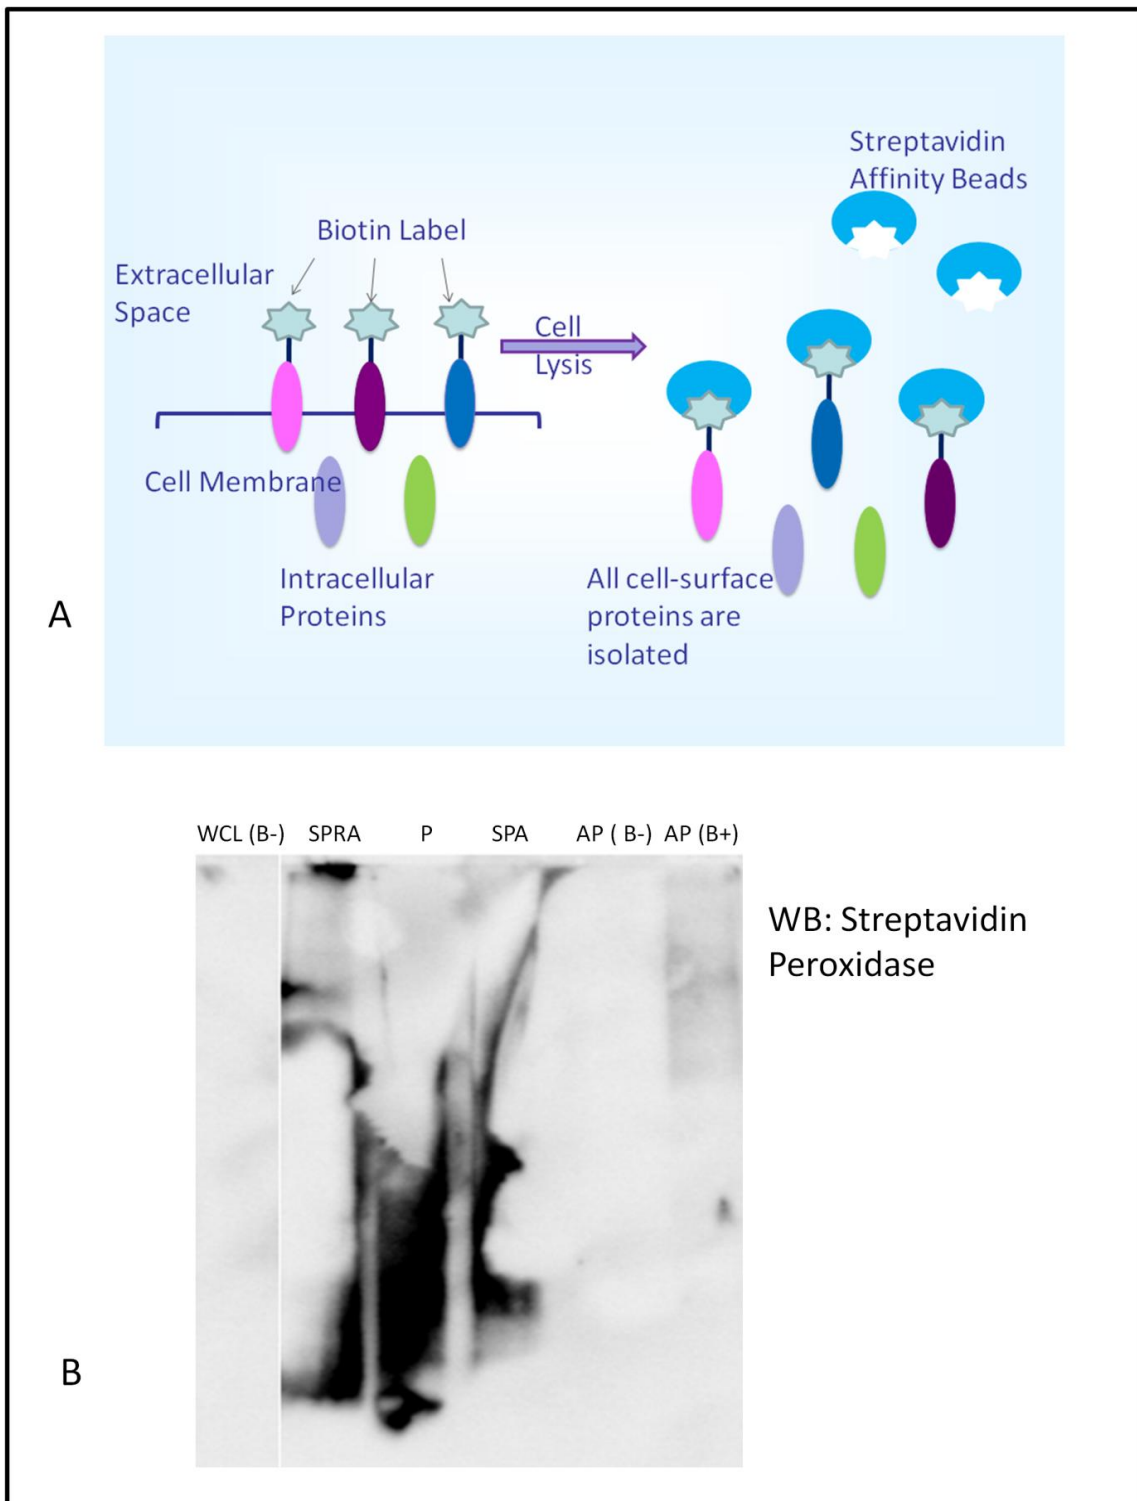 Streptavidin
Affinity Beads
Biotin Label
Extracellular
Space
Cell
Lysis
Cell Membrane
Intracellular
Proteins
All cell-surface
proteins are
isolated
A
WCL (B-) SPRA P SPA AP ( B-) AP (B+)
WB: Streptavidin
Peroxidase
B